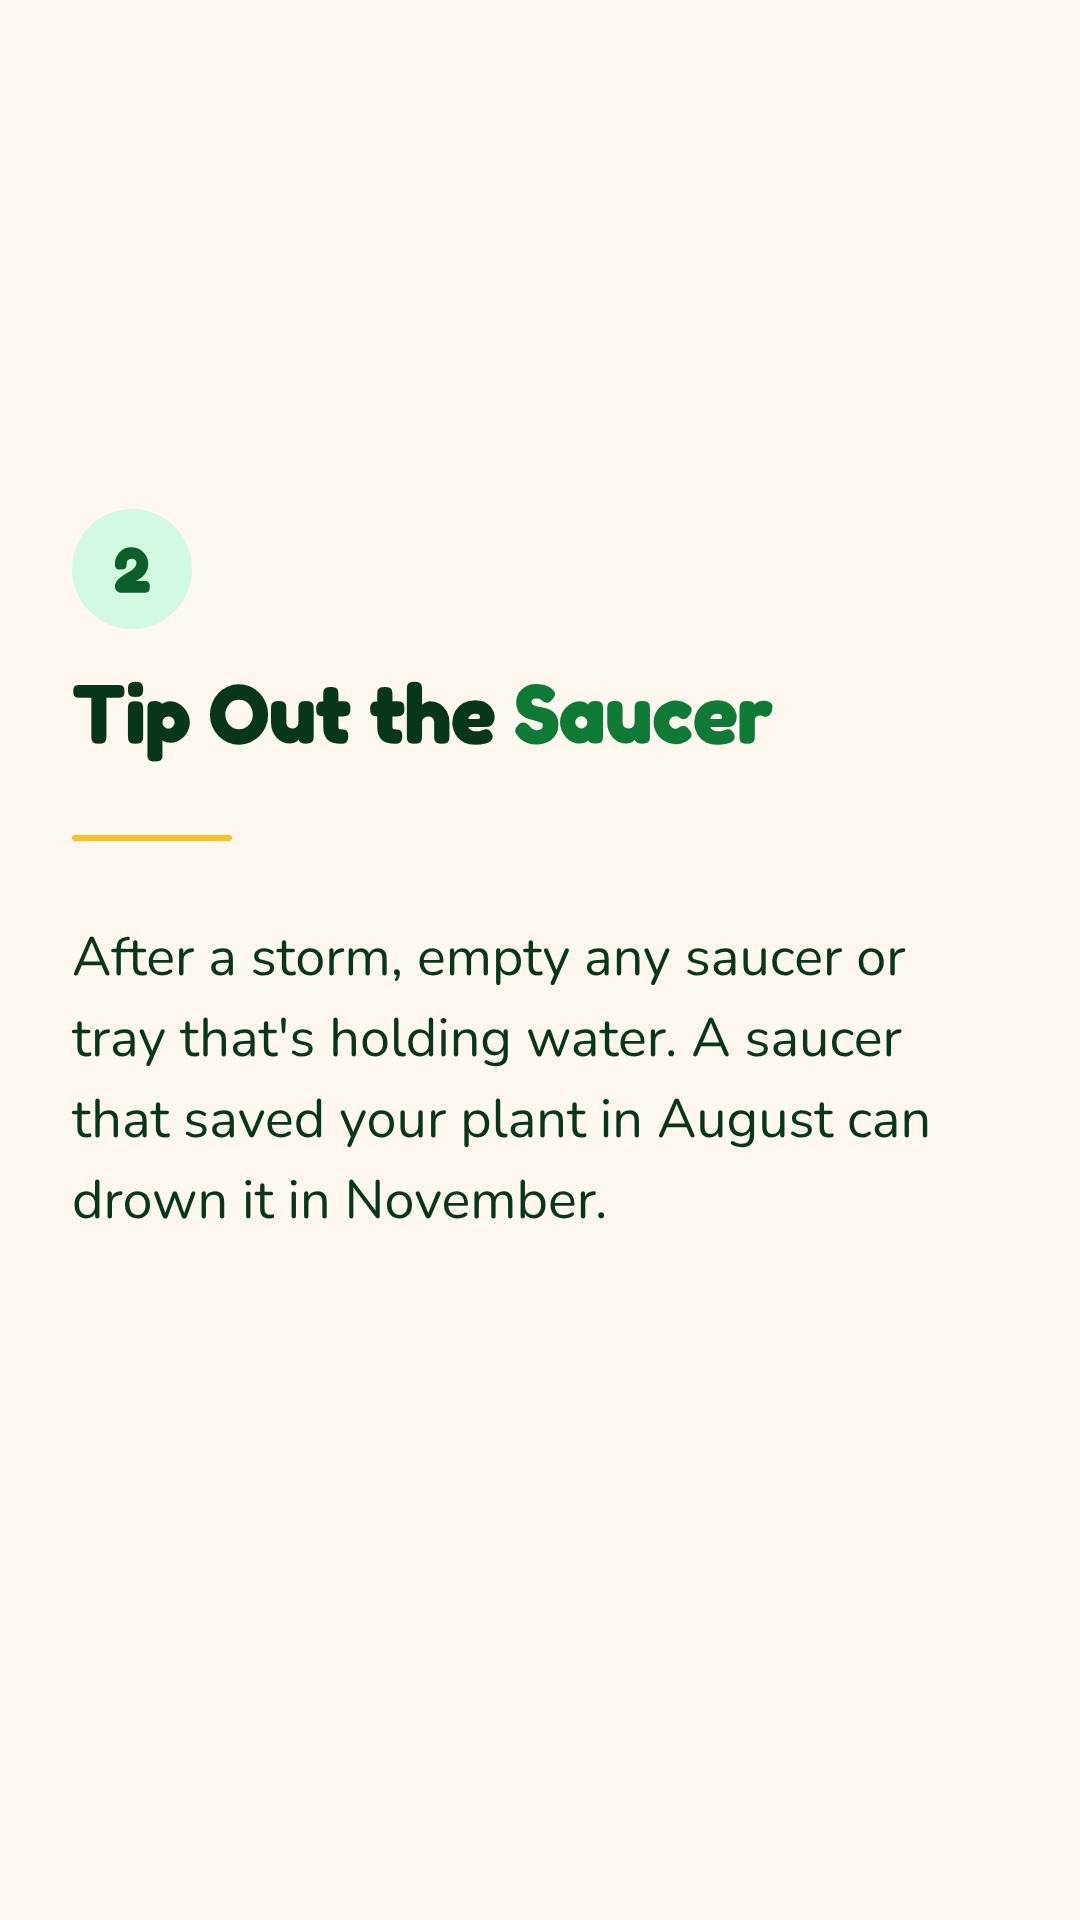 2
Tip Out the Saucer
After a storm, empty any saucer or
tray that's holding water. A saucer
that saved your plant in August can
drown it in November.